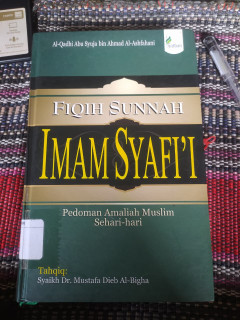 Al-Qadhi Abu Syuja bin Ahmad Al-Ashfahani
FIQIH SUNNAH
IMAM SYAFI'I
Pedoman Amaliah Muslim
Sehari-hari
Tahqiq:
Syaikh Dr. Mustafa Dieb Al-Bigha